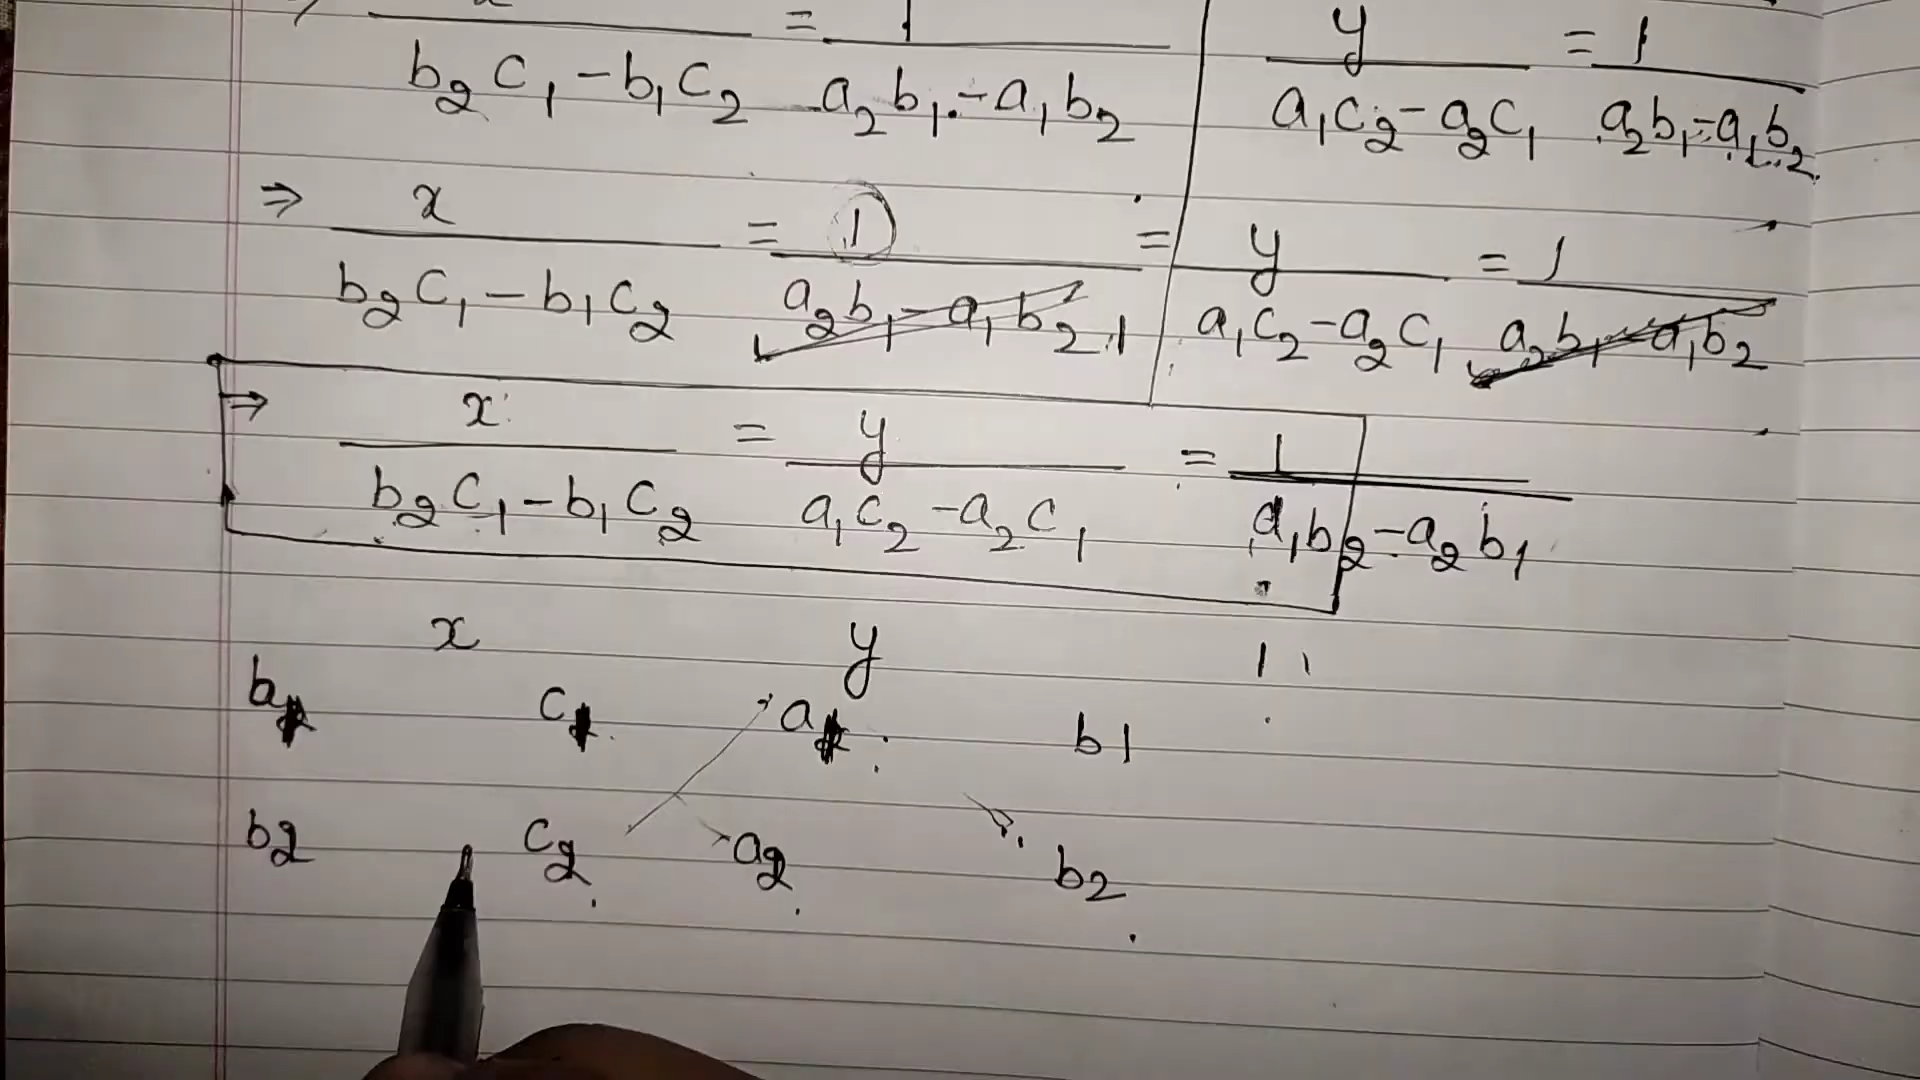 x/(b₂c₁ - b₁c₂) = 1/(a₂b₁ - a₁b₂) | y/(a₁c₂ - a₂c₁) = 1/(a₂b₁ - a₁b₂)
⇒ x/(b₂c₁ - b₁c₂) = 1/(a₂b₁ - a₁b₂) = y/(a₁c₂ - a₂c₁) = 1/(a₂b₁ - a₁b₂)
⇒ x/(b₂c₁ - b₁c₂) = y/(a₁c₂ - a₂c₁) = 1/(a₁b₂ - a₂b₁)
x y 1
b₁ c₁ a₁ b1
b2 c₂ a2 b2